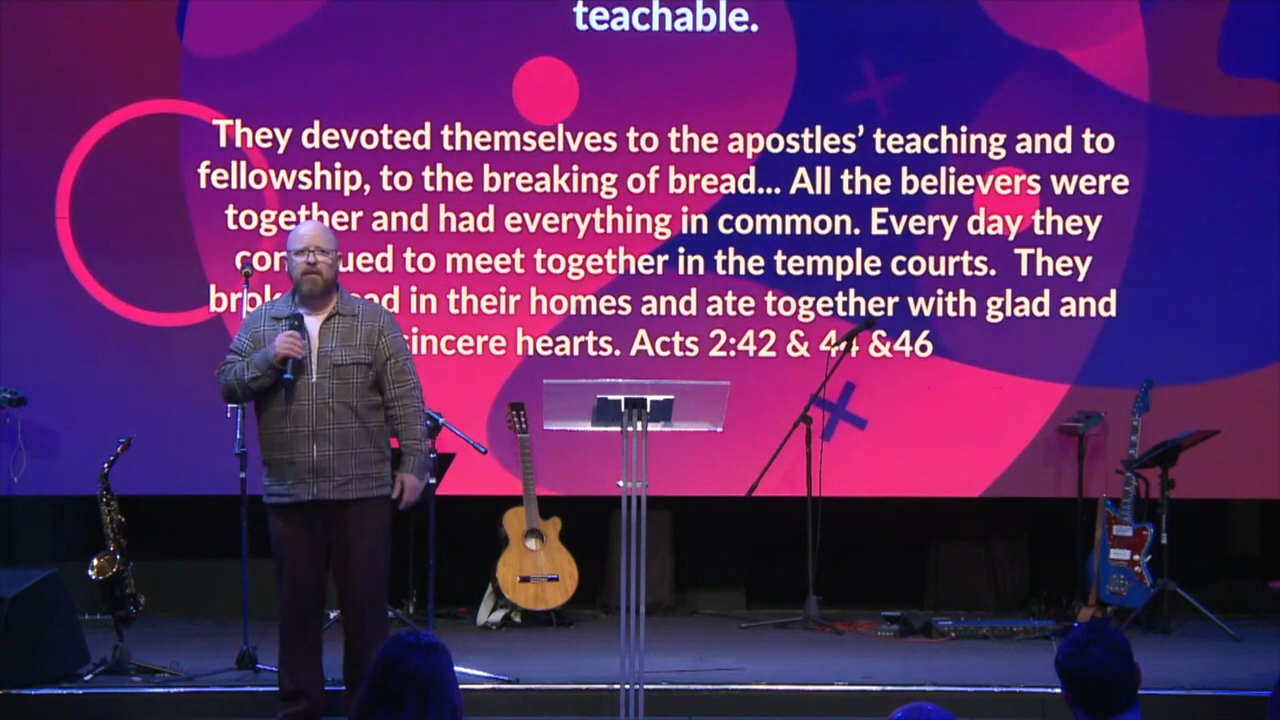 teachable.
They devoted themselves to the apostles’ teaching and to
fellowship, to the breaking of bread... All the believers were
together and had everything in common. Every day they
to meet together in the temple courts. They
in their homes and ate together with glad and
sincere hearts. Acts 2:42 & 44 &46